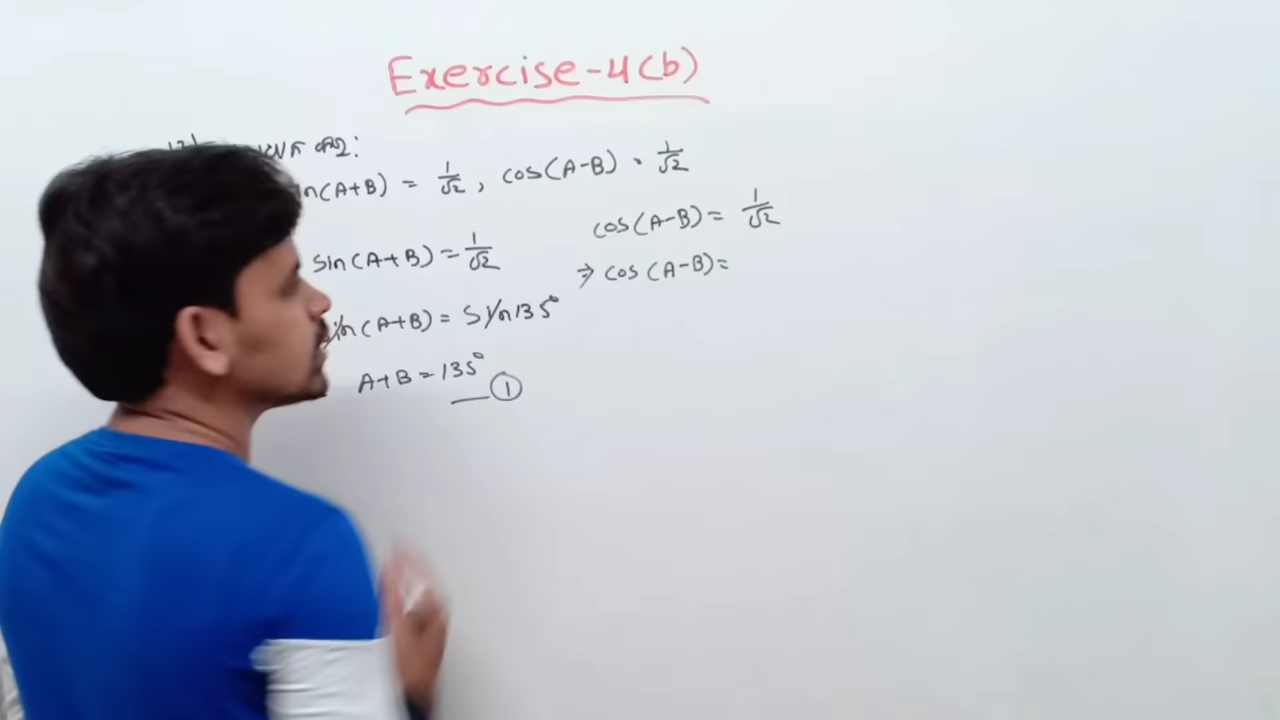 Exercise-4(b)
sin(A+B) = 1/√2, cos(A-B) = 1/√2
sin(A+B) = 1/√2
cos(A-B) = 1/√2
⇒ cos(A-B) =
sin(A+B) = sin135°
A+B = 135°
①